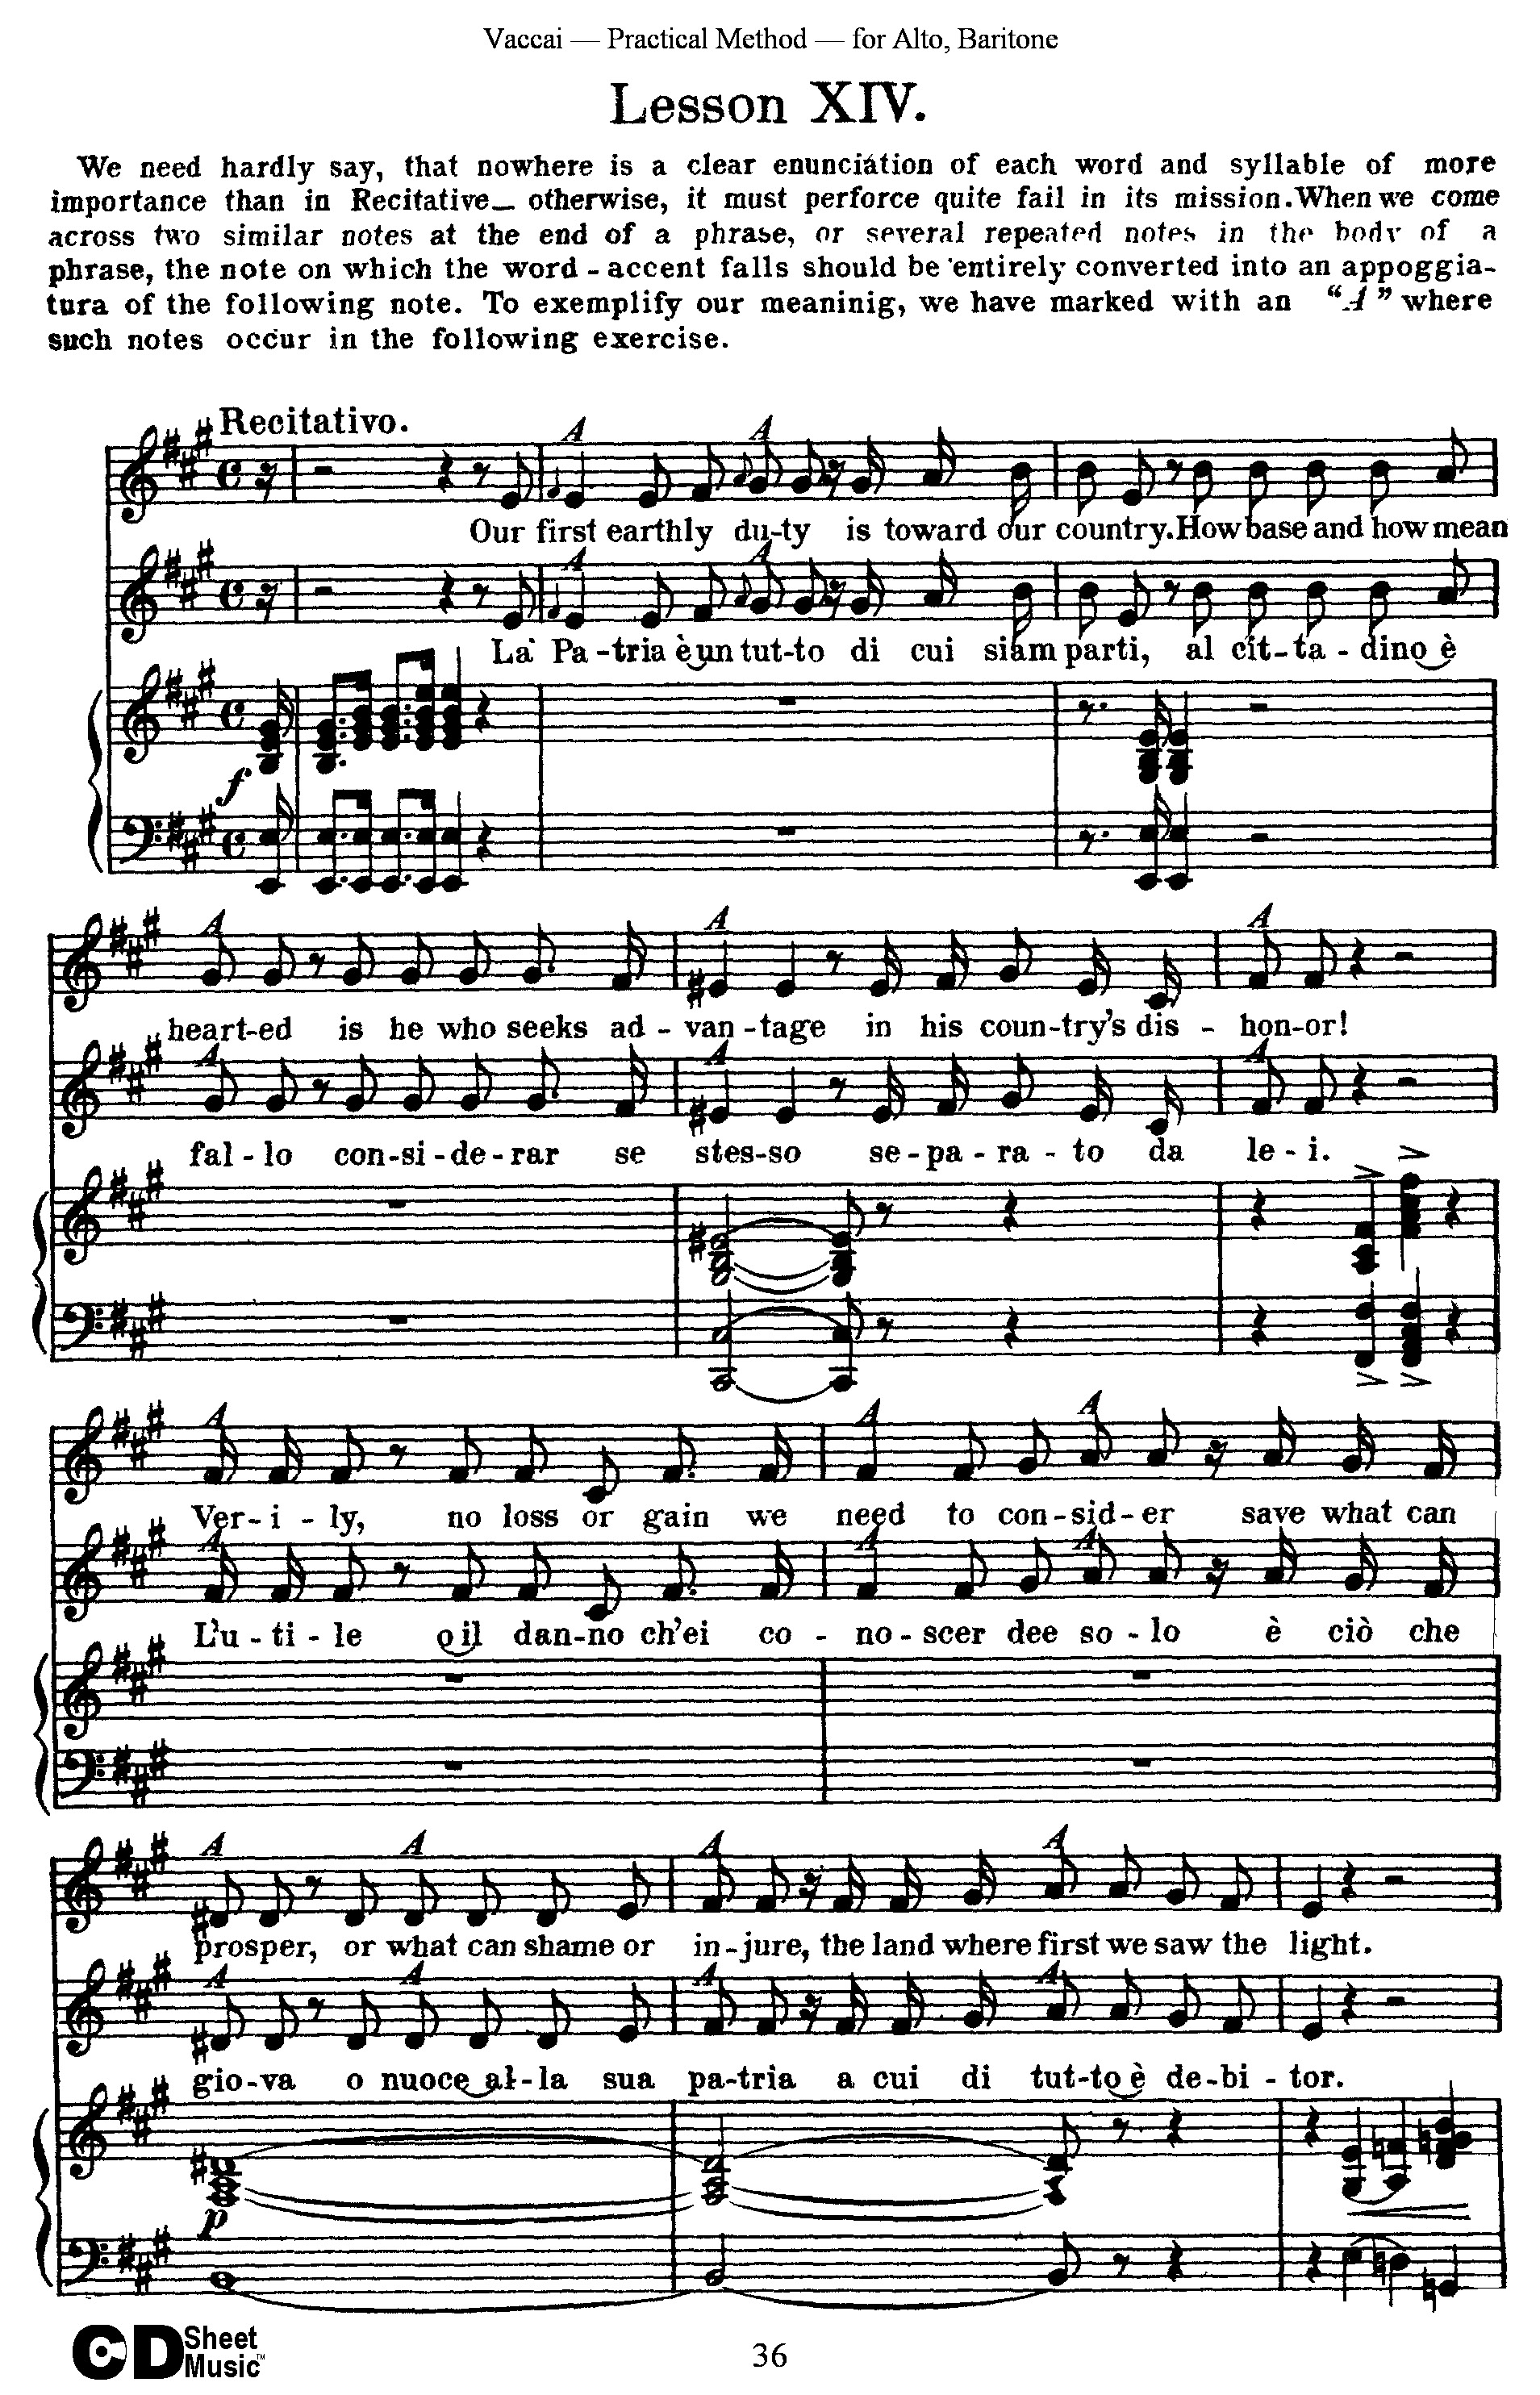 Vaccai — Practical Method — for Alto, Baritone
Lesson XIV.
We need hardly say, that nowhere is a clear enunciation of each word and syllable of more
importance than in Recitative_ otherwise, it must perforce quite fail in its mission. When we come
across two similar notes at the end of a phrase, or several repeated notes in the body of a
phrase, the note on which the word-accent falls should be entirely converted into an appoggia-
tura of the following note. To exemplify our meaninig, we have marked with an "A" where
such notes occur in the following exercise.
Recitativo.
A A
Our first earthly du-ty is toward our country. How base and how mean
A A
La Pa-tria è un tut-to di cui siam parti, al cit-ta-dino è
f
A A A
heart-ed is he who seeks ad-van-tage in his coun-try's dis-hon-or!
A A A
fal-lo con-si-de-rar se stes-so se-pa-ra-to da le-i.
A A A
Ver-i-ly, no loss or gain we need to con-sid-er save what can
A A A
L'u-ti-le o il dan-no ch'ei co-no-scer dee so-lo è ciò che
A A A A
prosper, or what can shame or in-jure, the land where first we saw the light.
A A A A
gio-va o nuoce al-la sua pa-tria a cui di tut-to è de-bi-tor.
p
CD Sheet Music™
36